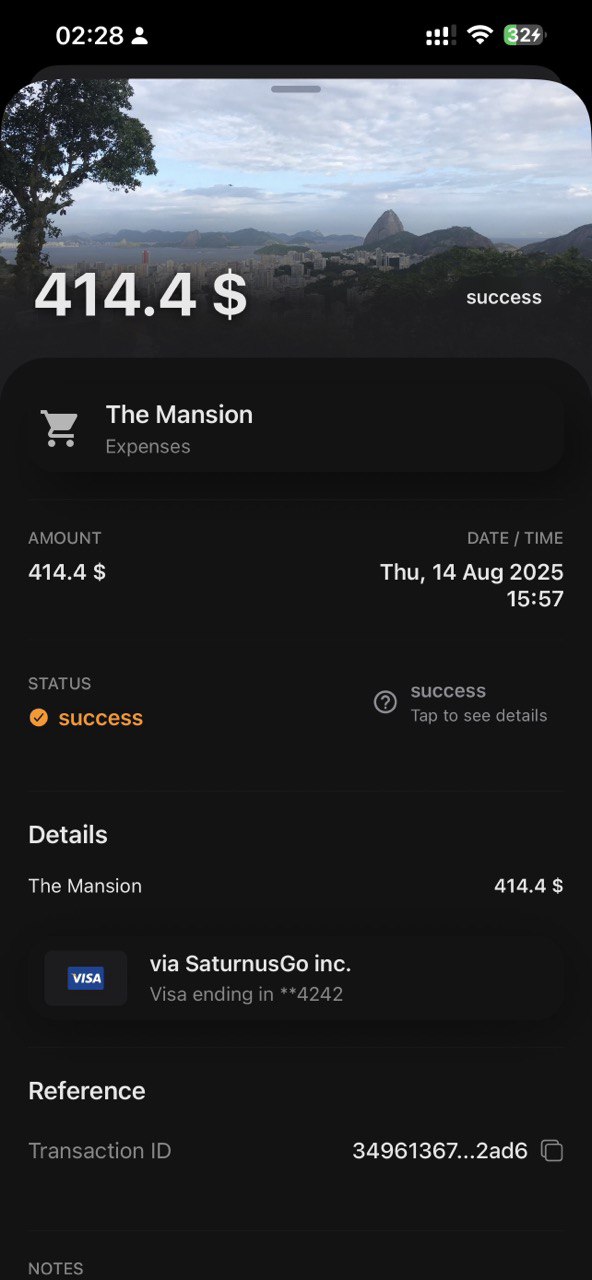 02:28
32
414.4 $
success
The Mansion
Expenses
AMOUNT
DATE / TIME
414.4 $
Thu, 14 Aug 2025
15:57
STATUS
success
success
Tap to see details
Details
The Mansion
414.4 $
VISA
via SaturnusGo inc.
Visa ending in **4242
Reference
Transaction ID
34961367...2ad6
NOTES